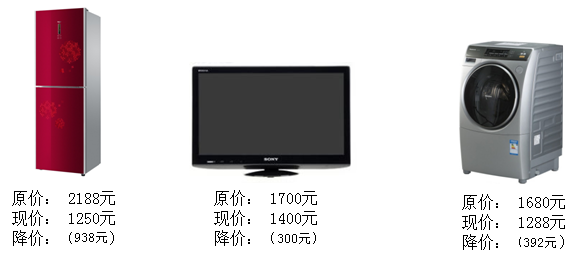 SONY
原价： 2188元
现价： 1250元
降价：（938元）
原价： 1700元
现价： 1400元
降价：（300元）
原价： 1680元
现价： 1288元
降价：（392元）